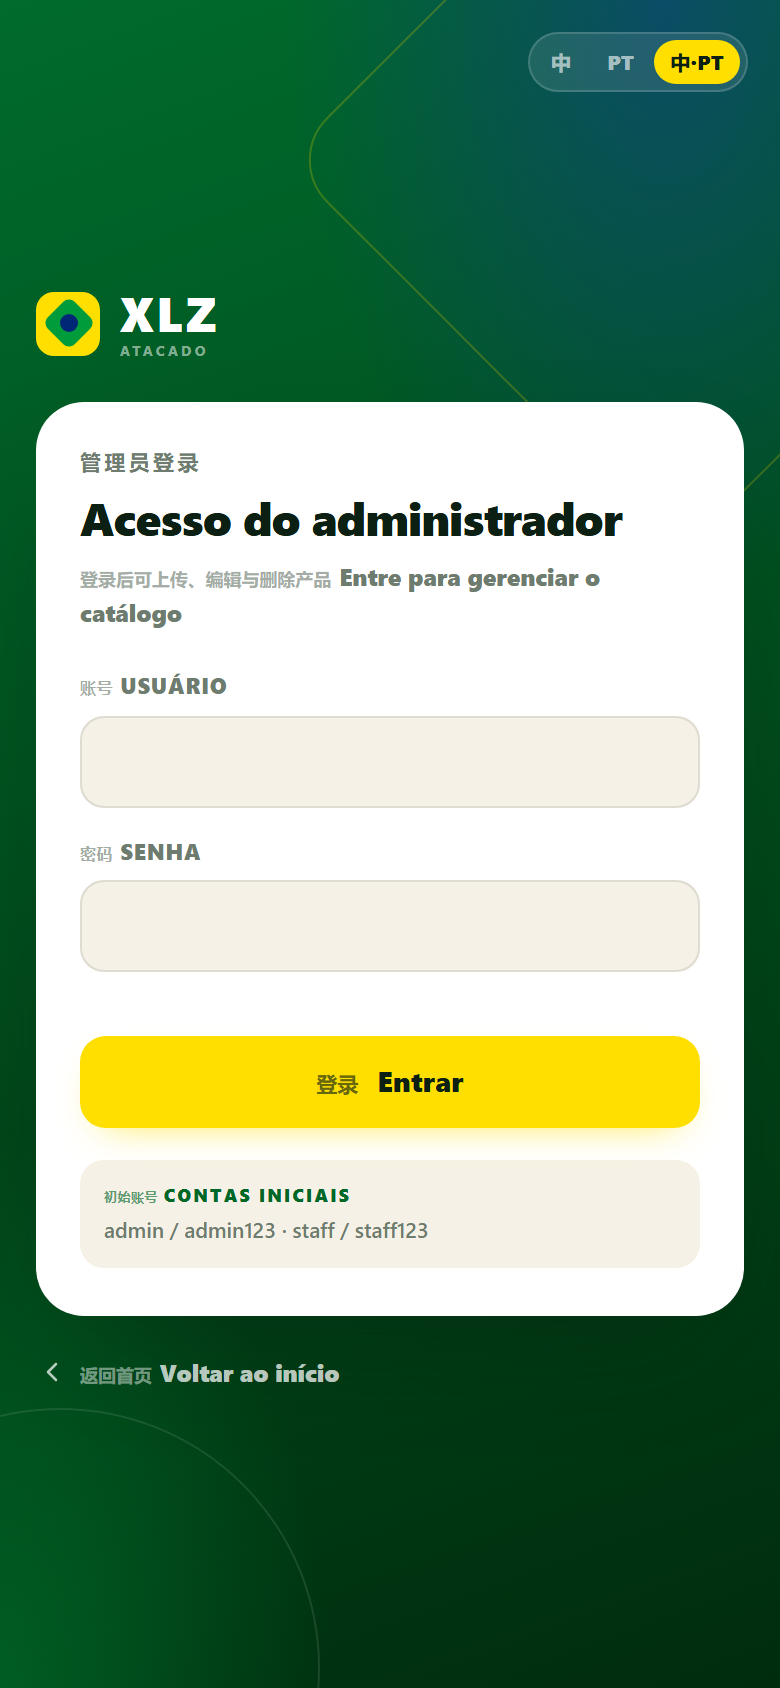 中 PT 中·PT
XLZ
ATACADO
管理员登录
Acesso do administrador
登录后可上传、编辑与删除产品 Entre para gerenciar o
catálogo
账号 USUÁRIO
密码 SENHA
登录 Entrar
初始账号 CONTAS INICIAIS
admin / admin123 · staff / staff123
返回首页 Voltar ao início